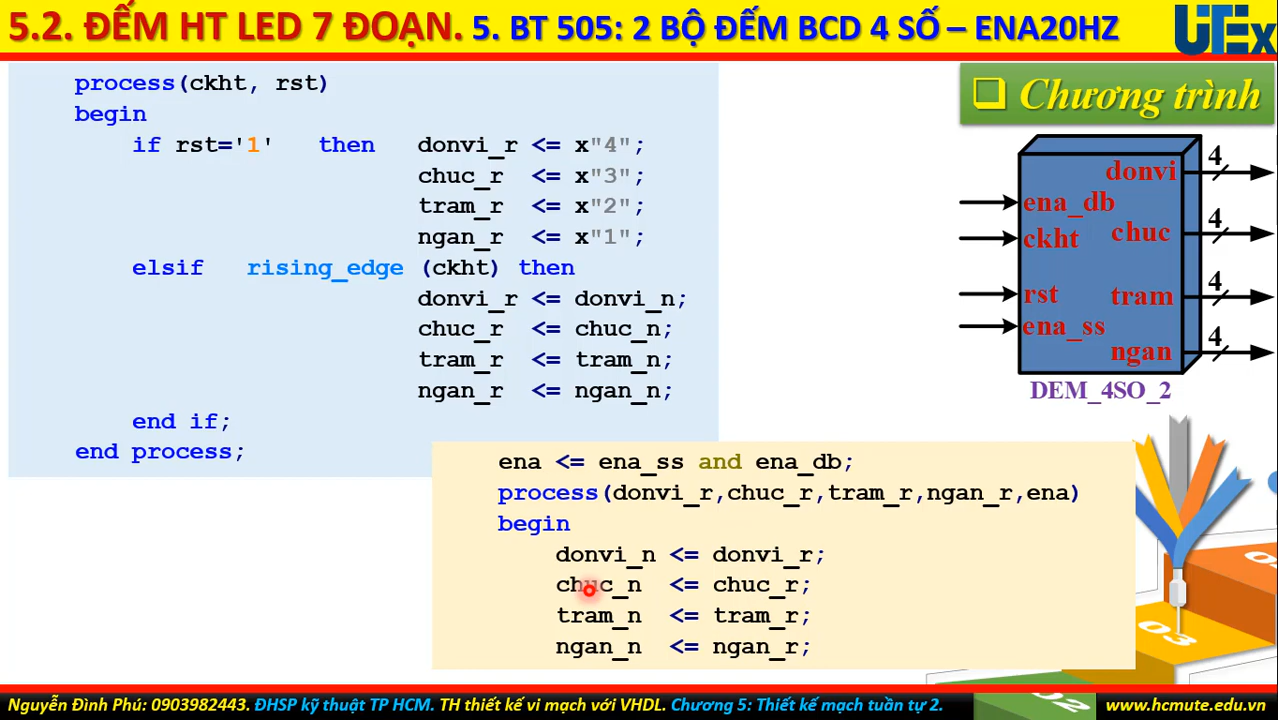 5.2. ĐẾM HT LED 7 ĐOẠN. 5. BT 505: 2 BỘ ĐẾM BCD 4 SỐ – ENA20HZ
UTEx
process(ckht, rst)
begin
if rst='1' then donvi_r <= x"4";
chuc_r <= x"3";
tram_r <= x"2";
ngan_r <= x"1";
elsif rising_edge (ckht) then
donvi_r <= donvi_n;
chuc_r <= chuc_n;
tram_r <= tram_n;
ngan_r <= ngan_n;
end if;
end process;
❑ Chương trình
donvi 4
ena_db
chuc 4
ckht
rst tram 4
ena_ss
ngan 4
DEM_4SO_2
ena <= ena_ss and ena_db;
process(donvi_r,chuc_r,tram_r,ngan_r,ena)
begin
donvi_n <= donvi_r;
chuc_n <= chuc_r;
tram_n <= tram_r;
ngan_n <= ngan_r;
03
02
Nguyễn Đình Phú: 0903982443. ĐHSP kỹ thuật TP HCM. TH thiết kế vi mạch với VHDL. Chương 5: Thiết kế mạch tuần tự 2.
www.hcmute.edu.vn